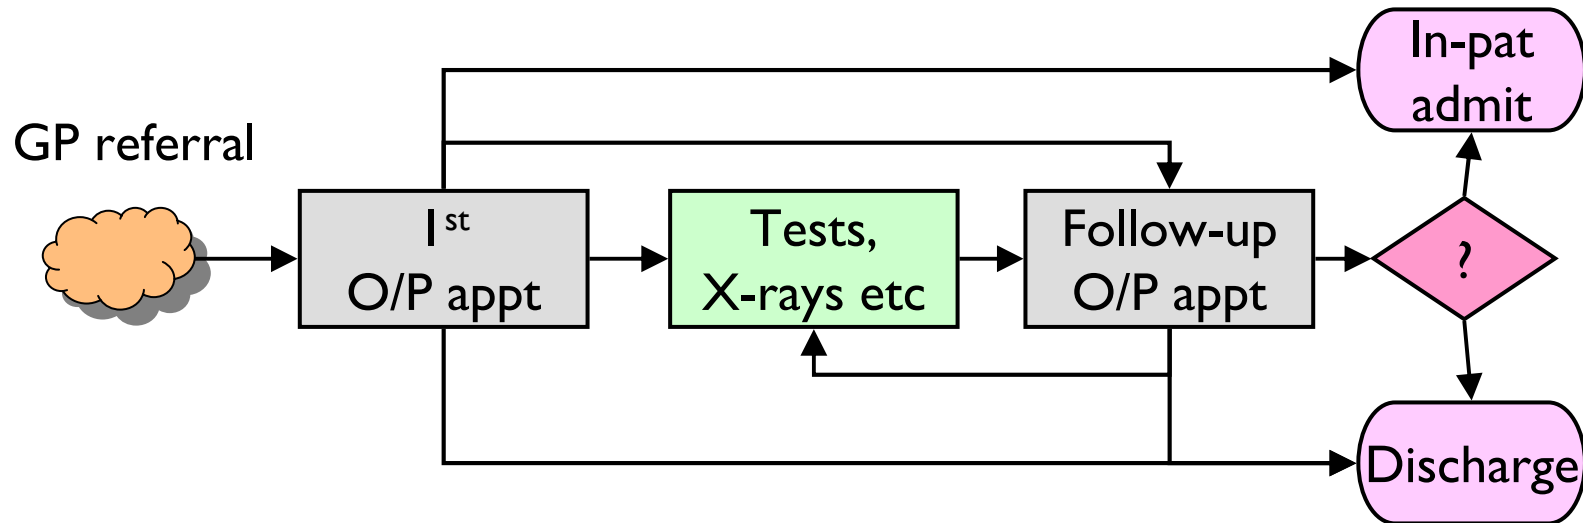 GP referral
1st
O/P appt
Tests,
X-rays etc
Follow-up
O/P appt
?
In-pat
admit
Discharge